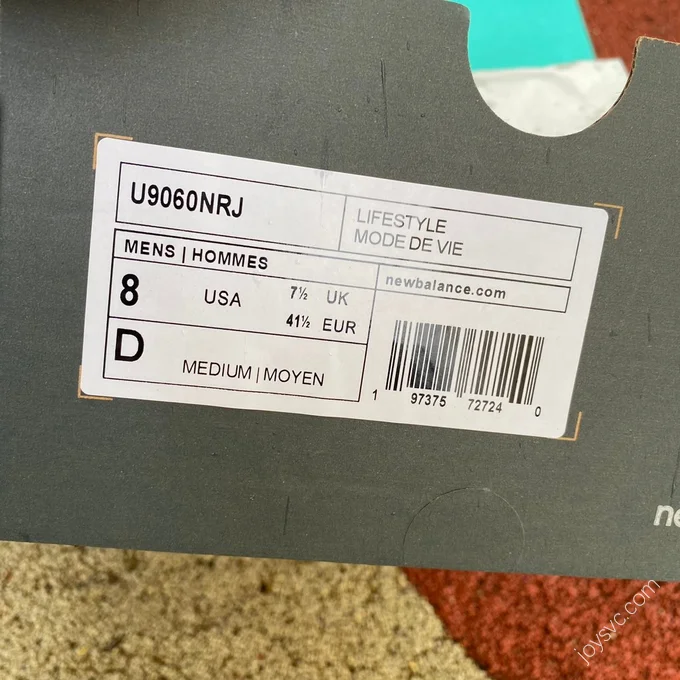 U9060NRJ
LIFESTYLE
MODE DE VIE
MENS | HOMMES
8 USA 7½ UK
41½ EUR
D MEDIUM | MOYEN
newbalance.com
1 97375 72724 0
ne
joysvc.com